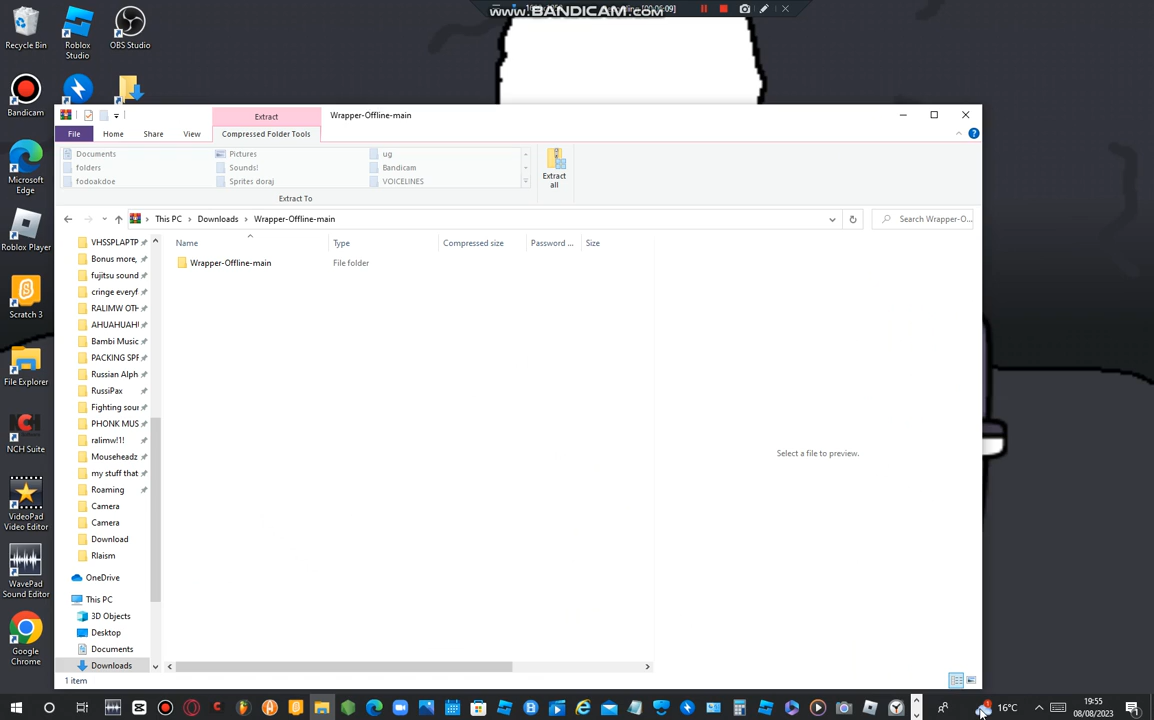 www.BANDICAM.com
Recycle Bin
Roblox Studio
OBS Studio
Bandicam
Microsoft Edge
Roblox Player
Scratch 3
File Explorer
NCH Suite
VideoPad Video Editor
WavePad Sound Editor
Google Chrome
Extract
Wrapper-Offline-main
File
Home
Share
View
Compressed Folder Tools
Documents
Pictures
ug
folders
Sounds!
Bandicam
fodoakdoe
Sprites doraj
VOICELINES
Extract all
Extract To
This PC > Downloads > Wrapper-Offline-main
Search Wrapper-O...
Name
Type
Compressed size
Password ...
Size
Wrapper-Offline-main
File folder
VHSSPLAPTP
Bonus more,
fujitsu sound
cringe everyf
RALIMW OTH
AHUAHUAHU
Bambi Music
PACKING SPF
Russian Alph
RussiPax
Fighting sour
PHONK MUS
ralimw!1!
Mouseheadz
my stuff that
Roaming
Camera
Camera
Download
Rlaism
OneDrive
This PC
3D Objects
Desktop
Documents
Downloads
Select a file to preview.
1 item
16°C
19:55
08/08/2023